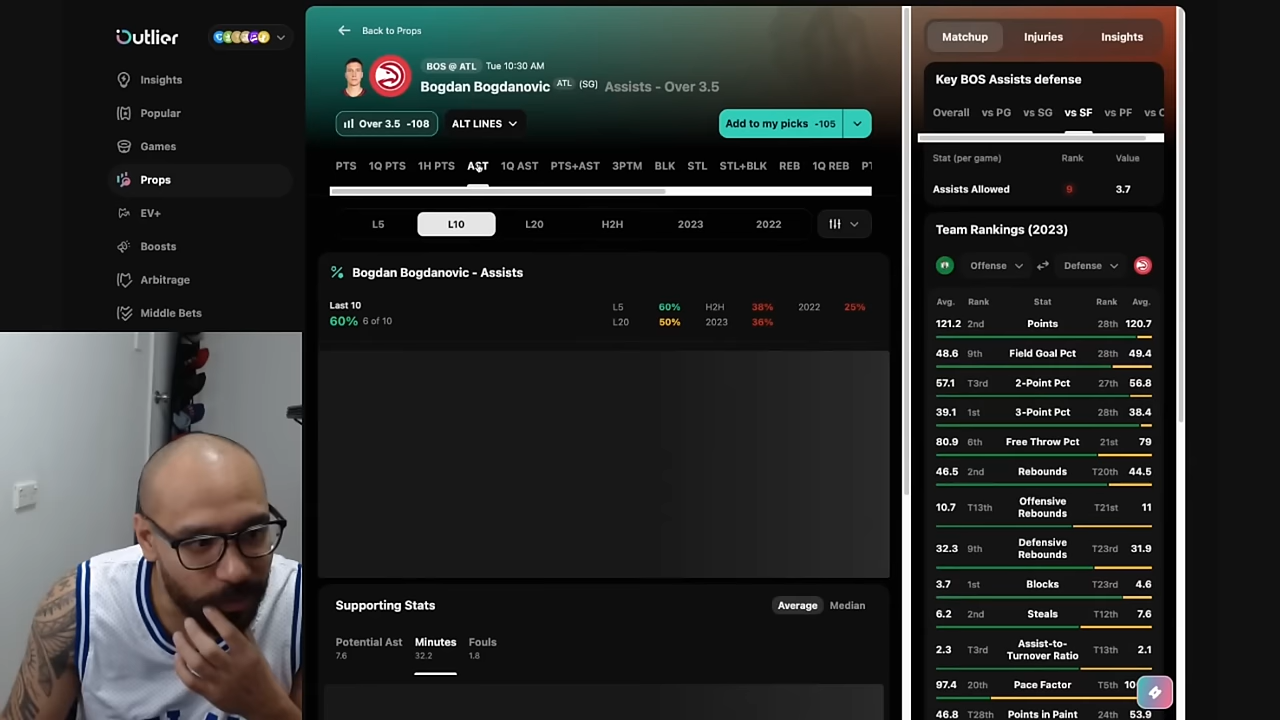 Outlier
Insights
Popular
Games
Props
EV+
Boosts
Arbitrage
Middle Bets
Back to Props
BOS @ ATL Tue 10:30 AM
Bogdan Bogdanovic ATL (SG) Assists - Over 3.5
Over 3.5 -108 ALT LINES
Add to my picks -105
PTS 1Q PTS 1H PTS AST 1Q AST PTS+AST 3PTM BLK STL STL+BLK REB 1Q REB
L5 L10 L20 H2H 2023 2022
Bogdan Bogdanovic - Assists
Last 10
60% 6 of 10
L5 60% H2H 38% 2022 25%
L20 50% 2023 36%
Supporting Stats
Average Median
Potential Ast Minutes Fouls
7.6 32.2 1.8
Matchup Injuries Insights
Key BOS Assists defense
Overall vs PG vs SG vs SF vs PF vs C
Stat (per game) Rank Value
Assists Allowed 9 3.7
Team Rankings (2023)
Offense Defense
Avg. Rank Stat Rank Avg.
121.2 2nd Points 28th 120.7
48.6 9th Field Goal Pct 28th 49.4
57.1 T3rd 2-Point Pct 27th 56.8
39.1 1st 3-Point Pct 28th 38.4
80.9 6th Free Throw Pct 21st 79
46.5 2nd Rebounds T20th 44.5
10.7 T13th Offensive Rebounds T21st 11
32.3 9th Defensive Rebounds T23rd 31.9
3.7 1st Blocks T23rd 4.6
6.2 2nd Steals T12th 7.6
2.3 T3rd Assist-to-Turnover Ratio T13th 2.1
97.4 20th Pace Factor T5th
46.8 T28th Points in Paint 24th 53.9